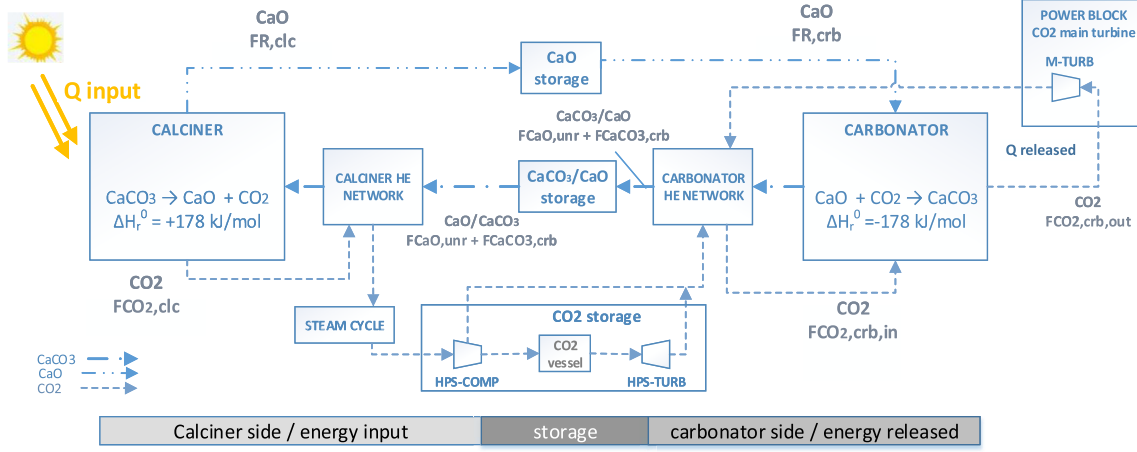 CaO
FR,clc
CaO
FR,crb
POWER BLOCK
CO2 main turbine
M-TURB
Q input
CaO
storage
CALCINER
CaCO₃ → CaO + CO₂
ΔHᵣ⁰ = +178 kJ/mol
CALCINER HE
NETWORK
CaCO₃/CaO
FCaO,unr + FCaCO3,crb
CaCO₃/CaO
storage
CARBONATOR
HE NETWORK
CARBONATOR
CaO + CO₂ → CaCO₃
ΔHᵣ⁰ =-178 kJ/mol
Q released
CO2
FCO2,crb,out
CaO/CaCO₃
FCaO,unr + FCaCO3,crb
CO2
FCO₂,clc
CO2
FCO₂,crb,in
STEAM CYCLE
CO2 storage
CO2
vessel
HPS-COMP
HPS-TURB
CaCO3
CaO
CO2
Calciner side / energy input
storage
carbonator side / energy released